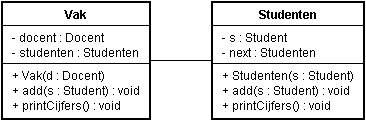 Vak
- docent : Docent
- studenten : Studenten
+ Vak(d : Docent)
+ add(s : Student) : void
+ printCijfers() : void
Studenten
- s : Student
- next : Studenten
+ Studenten(s : Student)
+ add(s : Student) : void
+ printCijfers() : void